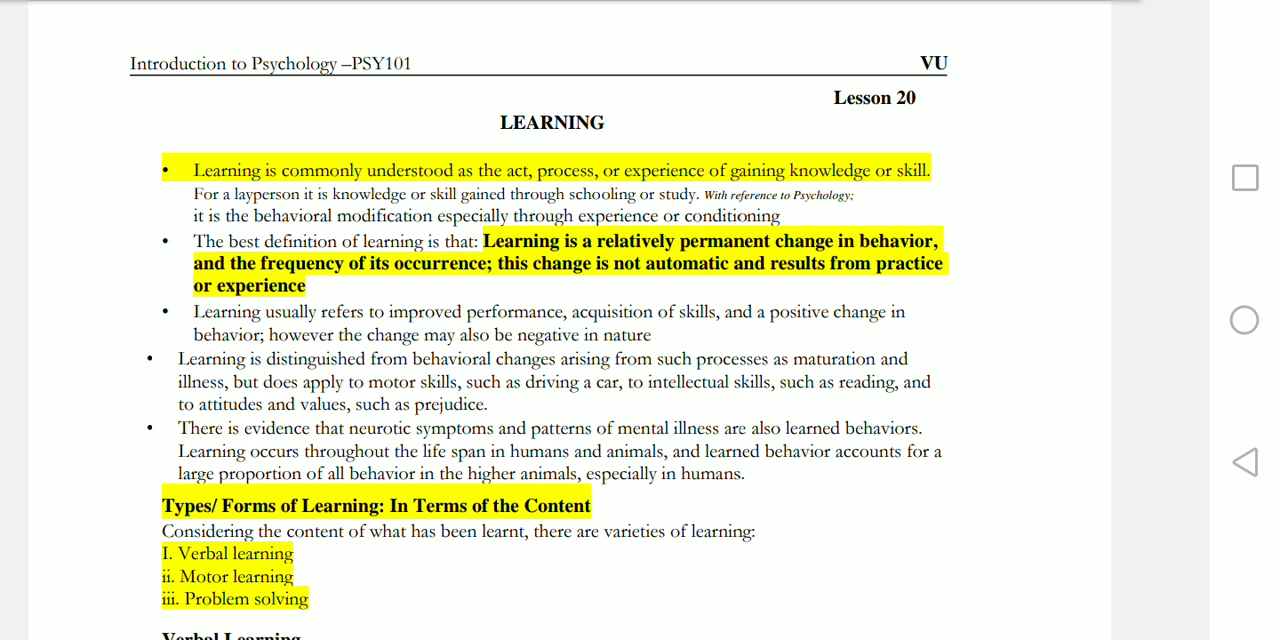 Introduction to Psychology –PSY101 VU
Lesson 20
LEARNING
• Learning is commonly understood as the act, process, or experience of gaining knowledge or skill.
For a layperson it is knowledge or skill gained through schooling or study. With reference to Psychology;
it is the behavioral modification especially through experience or conditioning
• The best definition of learning is that: Learning is a relatively permanent change in behavior,
and the frequency of its occurrence; this change is not automatic and results from practice
or experience
• Learning usually refers to improved performance, acquisition of skills, and a positive change in
behavior; however the change may also be negative in nature
• Learning is distinguished from behavioral changes arising from such processes as maturation and
illness, but does apply to motor skills, such as driving a car, to intellectual skills, such as reading, and
to attitudes and values, such as prejudice.
• There is evidence that neurotic symptoms and patterns of mental illness are also learned behaviors.
Learning occurs throughout the life span in humans and animals, and learned behavior accounts for a
large proportion of all behavior in the higher animals, especially in humans.
Types/ Forms of Learning: In Terms of the Content
Considering the content of what has been learnt, there are varieties of learning:
I. Verbal learning
ii. Motor learning
iii. Problem solving
Verbal Learning